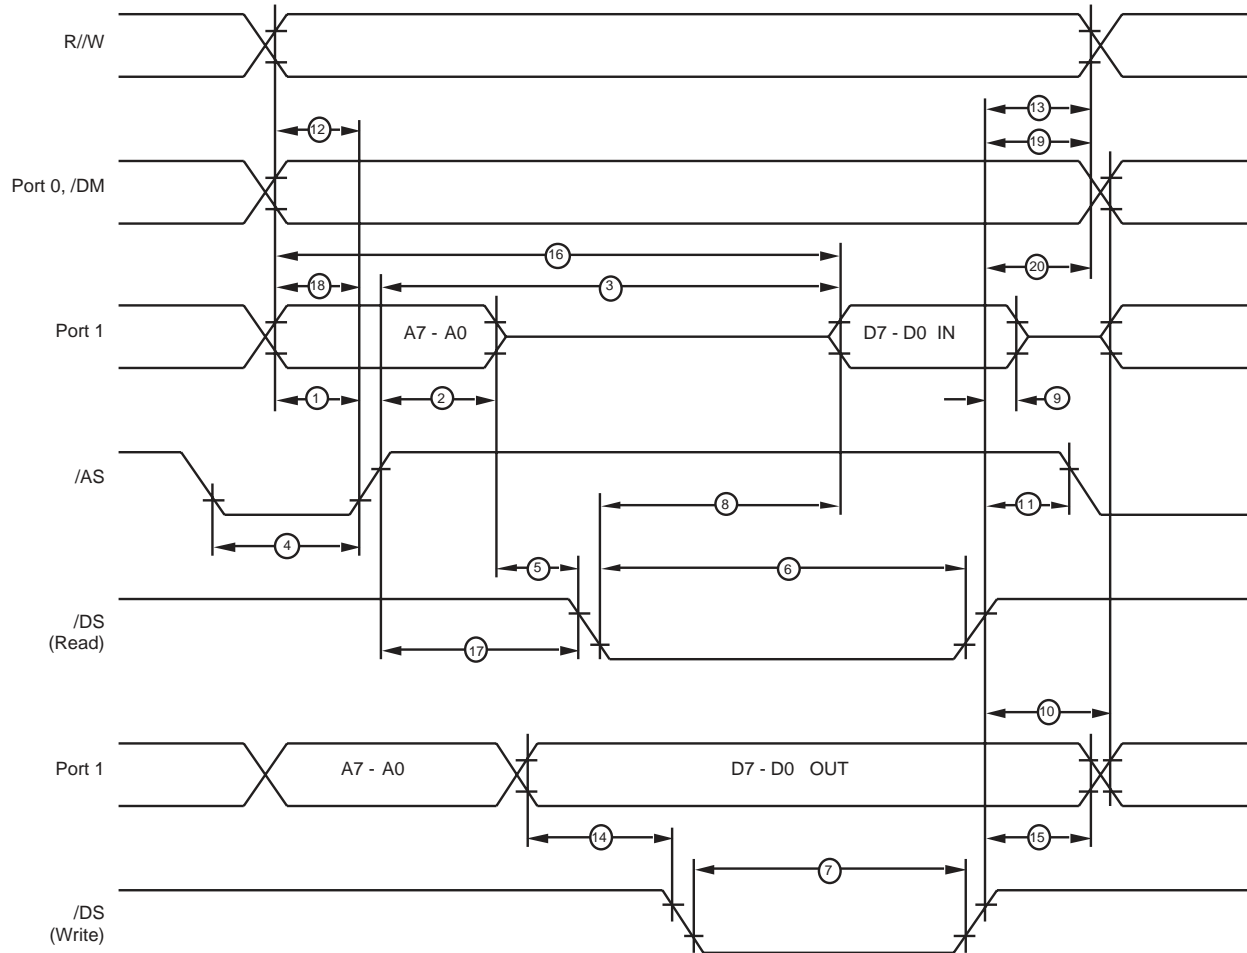 R//W
13
12
19
Port 0, /DM
16
20
18
3
Port 1
A7 - A0
D7 - D0 IN
1
2
9
/AS
8
11
4
5
6
/DS
(Read)
17
10
Port 1
A7 - A0
D7 - D0 OUT
14
15
7
/DS
(Write)